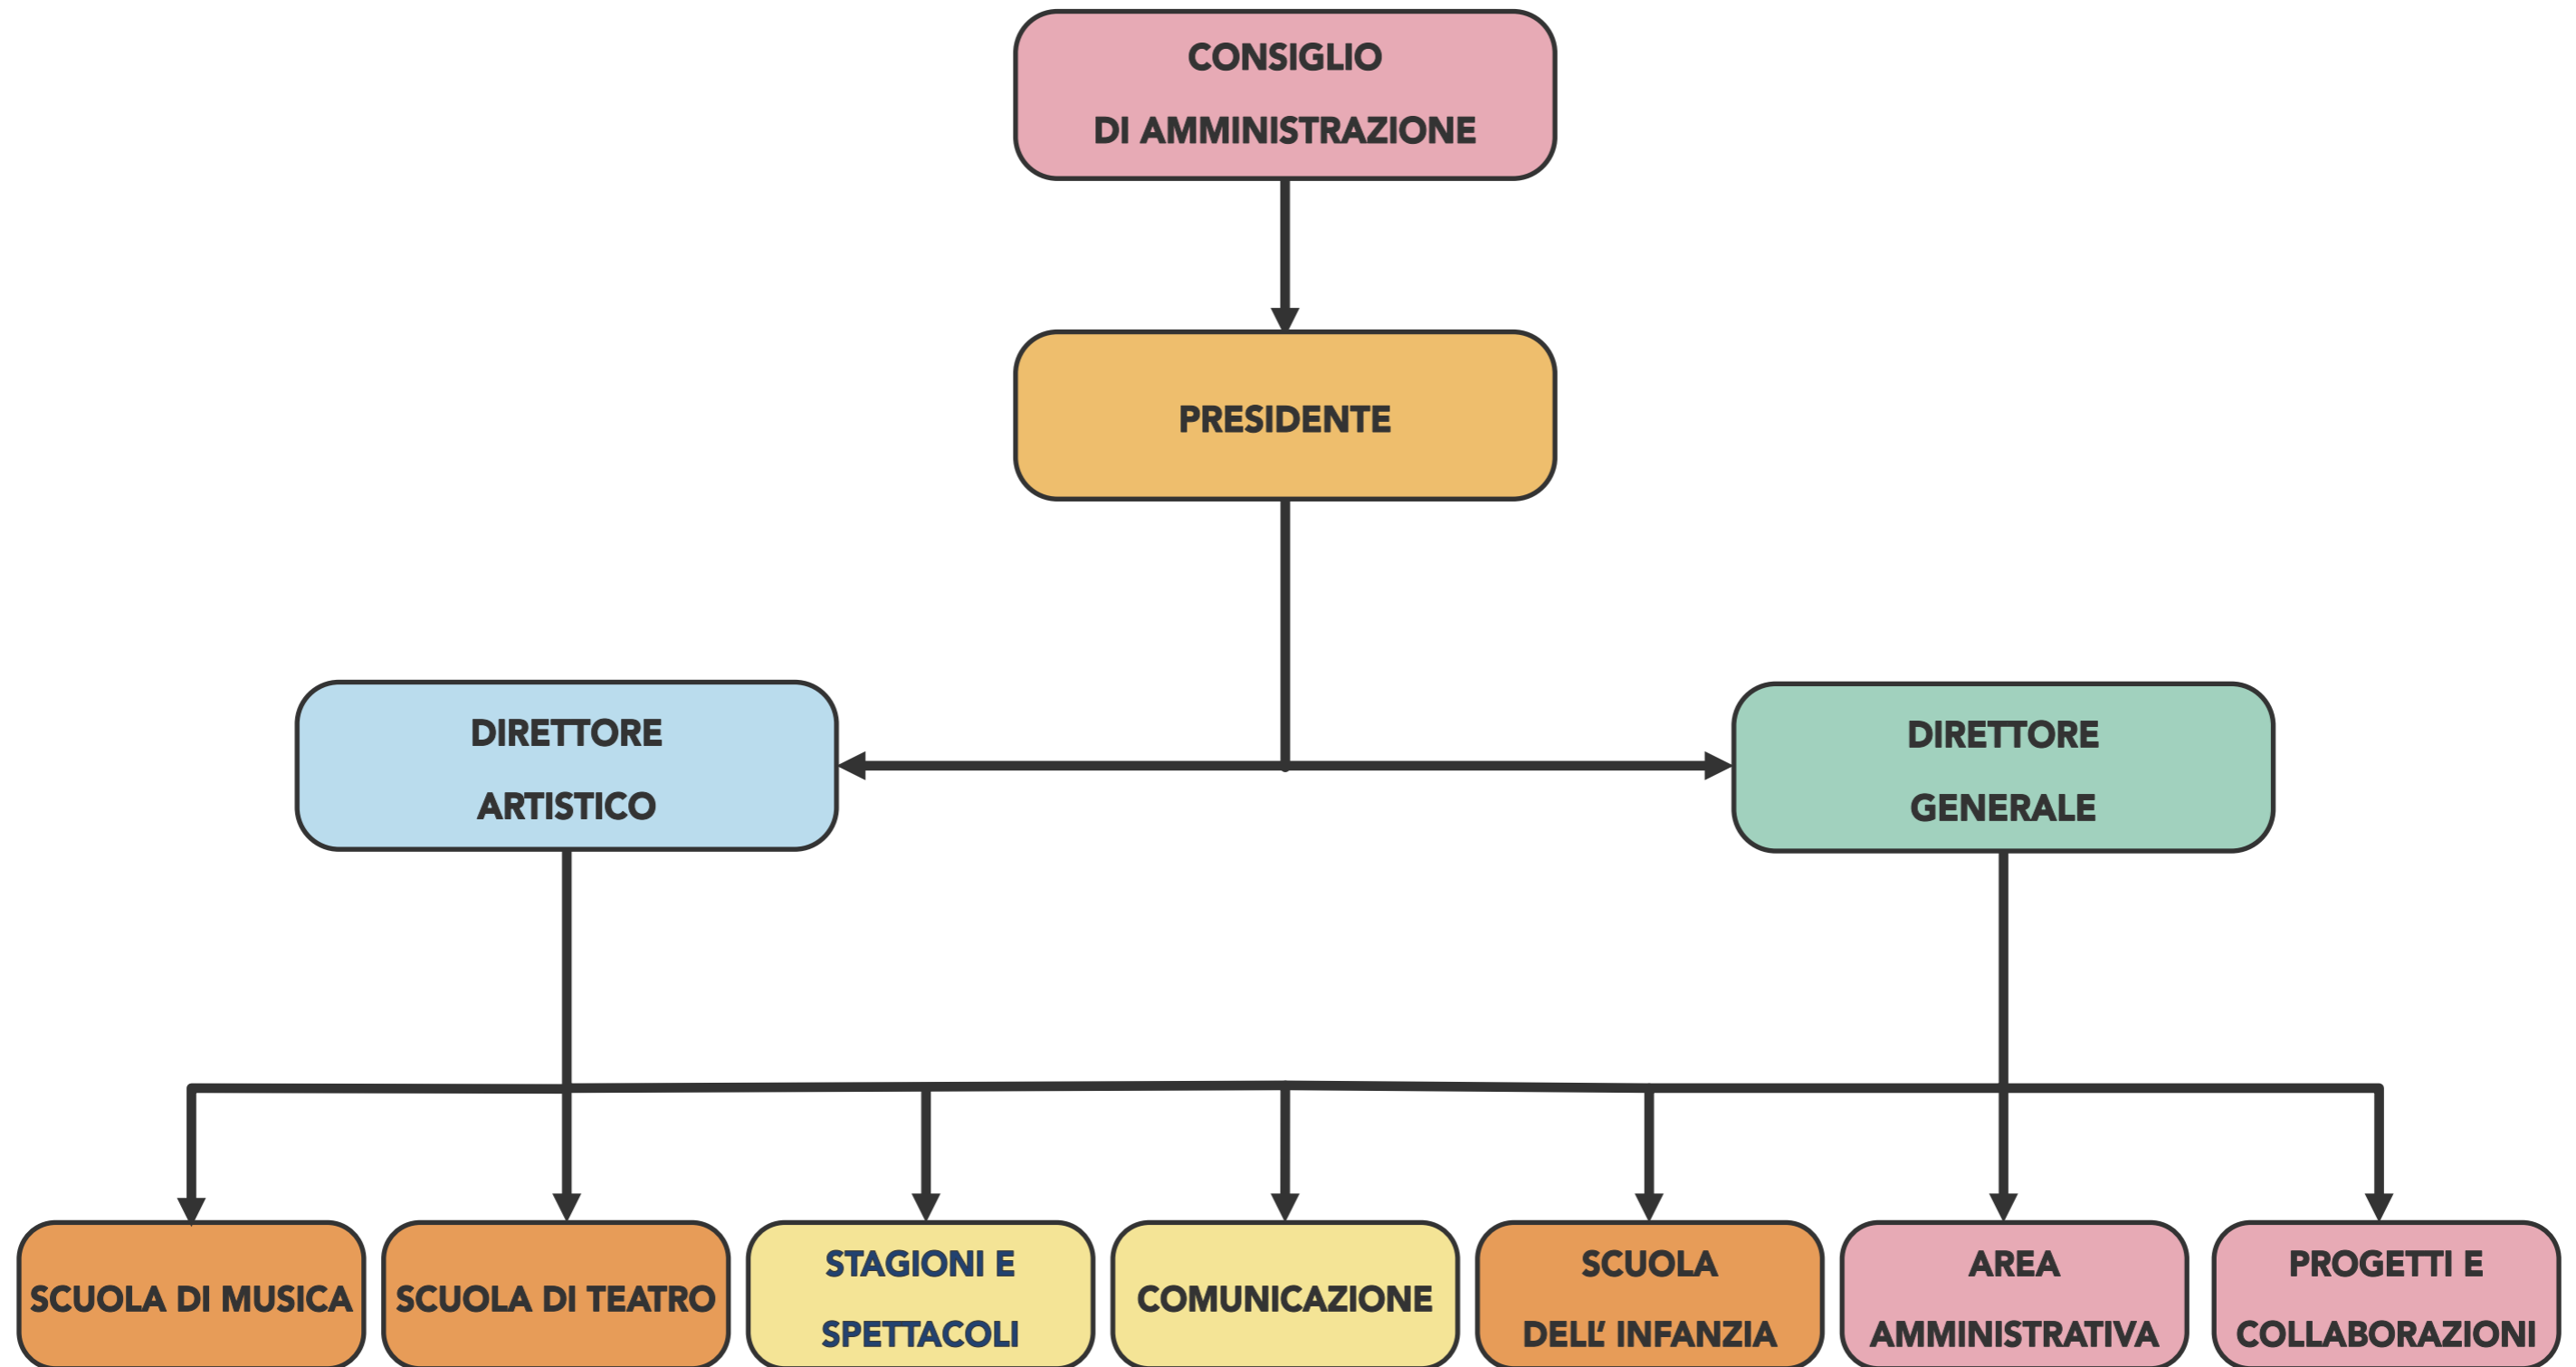 CONSIGLIO
DI AMMINISTRAZIONE
PRESIDENTE
DIRETTORE
ARTISTICO
DIRETTORE
GENERALE
SCUOLA DI MUSICA
SCUOLA DI TEATRO
STAGIONI E
SPETTACOLI
COMUNICAZIONE
SCUOLA
DELL’ INFANZIA
AREA
AMMINISTRATIVA
PROGETTI E
COLLABORAZIONI